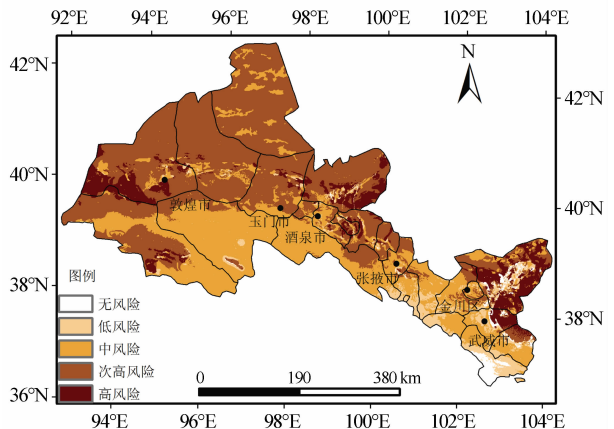 92°E 94°E 96°E 98°E 100°E 102°E 104°E
N
42°N
42°N
40°N
40°N
敦煌市
玉门市
酒泉市
张掖市
金川区
武威市
38°N
38°N
36°N
图例
无风险
低风险
中风险
次高风险
高风险
0 190 380 km
94°E 96°E 98°E 100°E 102°E 104°E